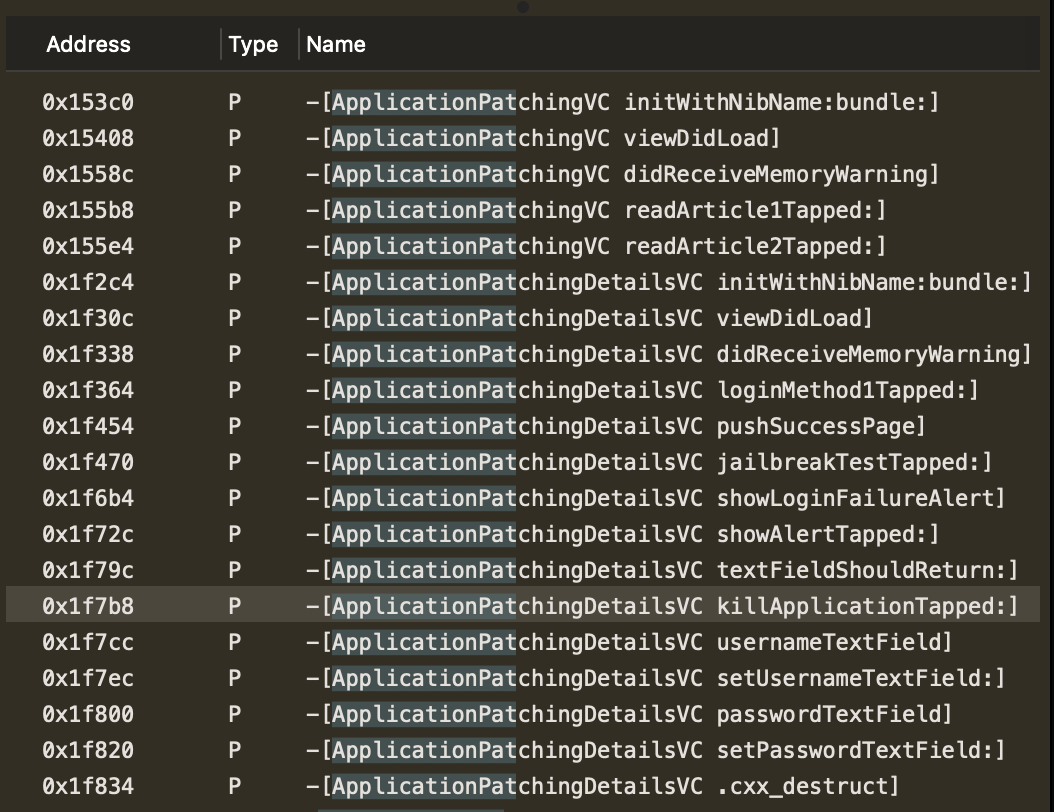 Address Type Name
0x153c0 P -[ApplicationPatchingVC initWithNibName:bundle:]
0x15408 P -[ApplicationPatchingVC viewDidLoad]
0x1558c P -[ApplicationPatchingVC didReceiveMemoryWarning]
0x155b8 P -[ApplicationPatchingVC readArticle1Tapped:]
0x155e4 P -[ApplicationPatchingVC readArticle2Tapped:]
0x1f2c4 P -[ApplicationPatchingDetailsVC initWithNibName:bundle:]
0x1f30c P -[ApplicationPatchingDetailsVC viewDidLoad]
0x1f338 P -[ApplicationPatchingDetailsVC didReceiveMemoryWarning]
0x1f364 P -[ApplicationPatchingDetailsVC loginMethod1Tapped:]
0x1f454 P -[ApplicationPatchingDetailsVC pushSuccessPage]
0x1f470 P -[ApplicationPatchingDetailsVC jailbreakTestTapped:]
0x1f6b4 P -[ApplicationPatchingDetailsVC showLoginFailureAlert]
0x1f72c P -[ApplicationPatchingDetailsVC showAlertTapped:]
0x1f79c P -[ApplicationPatchingDetailsVC textFieldShouldReturn:]
0x1f7b8 P -[ApplicationPatchingDetailsVC killApplicationTapped:]
0x1f7cc P -[ApplicationPatchingDetailsVC usernameTextField]
0x1f7ec P -[ApplicationPatchingDetailsVC setUsernameTextField:]
0x1f800 P -[ApplicationPatchingDetailsVC passwordTextField]
0x1f820 P -[ApplicationPatchingDetailsVC setPasswordTextField:]
0x1f834 P -[ApplicationPatchingDetailsVC .cxx_destruct]